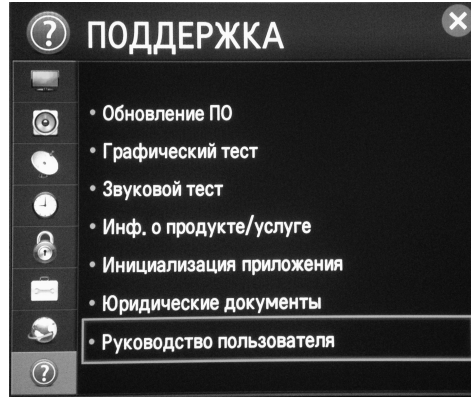 ПОДДЕРЖКА
• Обновление ПО
• Графический тест
• Звуковой тест
• Инф. о продукте/услуге
• Инициализация приложения
• Юридические документы
• Руководство пользователя